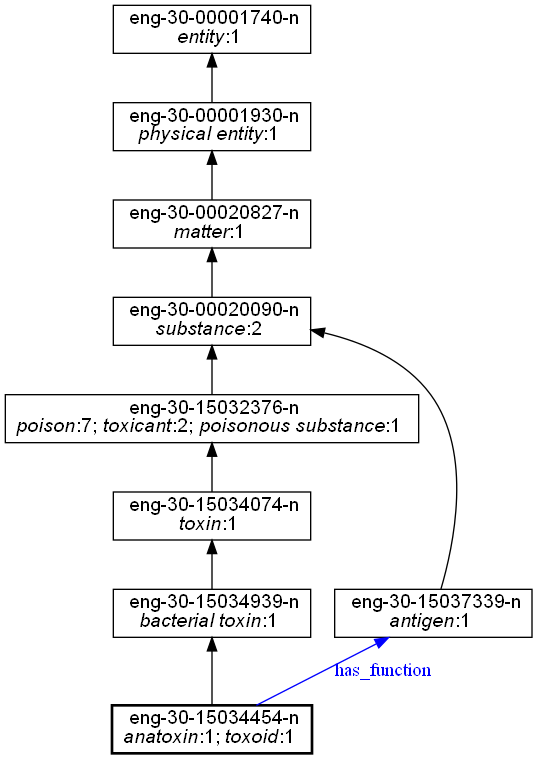 eng-30-00001740-n
entity:1
eng-30-00001930-n
physical entity:1
eng-30-00020827-n
matter:1
eng-30-00020090-n
substance:2
eng-30-15032376-n
poison:7; toxicant:2; poisonous substance:1
eng-30-15034074-n
toxin:1
eng-30-15034939-n
bacterial toxin:1
eng-30-15037339-n
antigen:1
has_function
eng-30-15034454-n
anatoxin:1; toxoid:1